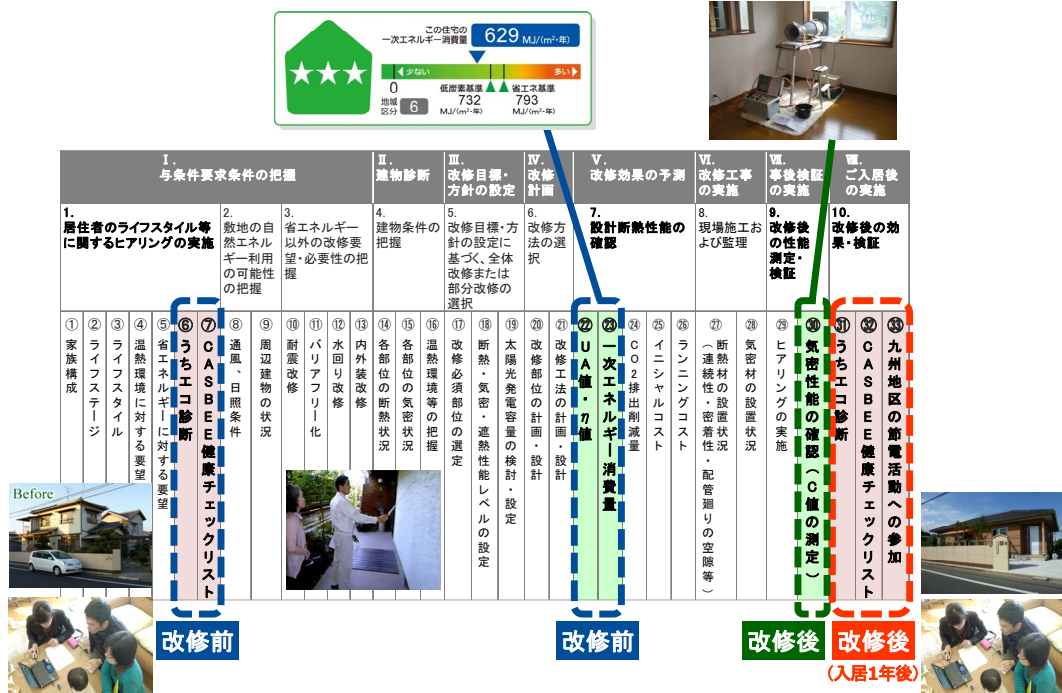 この住宅の
一次エネルギー消費量
629 MJ/(m²・年)
★★★
少ない
多い
0
低炭素基準
732
MJ/(m²・年)
省エネ基準
793
MJ/(m²・年)
地域
区分
6
Ⅰ.
与条件要求条件の把握
Ⅱ.
建物診断
Ⅲ.
改修目標・
方針の設定
Ⅳ.
改修
計画
Ⅴ.
改修効果の予測
Ⅵ.
改修工事
の実施
Ⅶ.
事後検証
の実施
Ⅷ.
ご入居後
の実施
1.
居住者のライフスタイル等
に関するヒアリングの実施
2.
敷地の自
然エネル
ギー利用
の可能性
の把握
3.
省エネルギー
以外の改修要
望・必要性の把
握
4.
建物条件の
把握
5.
改修目標・方
針の設定に
基づく、全体
改修または
部分改修の
選択
6.
改修方
法の選
択
7.
設計断熱性能の
確認
8.
現場施工お
よび監理
9.
改修後
の性能
測定・
検証
10.
改修後の効
果・検証
①家族構成
②ライフステージ
③ライフスタイル
④温熱環境に対する要望
⑤省エネルギーに対する要望
⑥うちエコ診断
⑦CASBEE健康チェックリスト
⑧通風、日照条件
⑨周辺建物の状況
⑩耐震改修
⑪バリアフリー化
⑫水回り改修
⑬内外装改修
⑭各部位の断熱状況
⑮各部位の気密状況
⑯温熱環境等の把握
⑰改修必須部位の選定
⑱断熱・気密・遮熱性能レベルの設定
⑲太陽光発電容量の検討・設定
⑳改修部位の計画・設計
㉑改修工法の計画・設計
㉒UA値・η値
㉓一次エネルギー消費量
㉔CO2排出削減量
㉕イニシャルコスト
㉖ランニングコスト
㉗断熱材の設置状況
(連続性・密着性・配管廻りの空隙等)
㉘気密材の設置状況
㉙ヒアリングの実施
㉚気密性能の確認(C値の測定)
㉛うちエコ診断
㉜CASBEE健康チェックリスト
㉝九州地区の節電活動への参加
Before
改修前
改修前
改修後
改修後
(入居1年後)